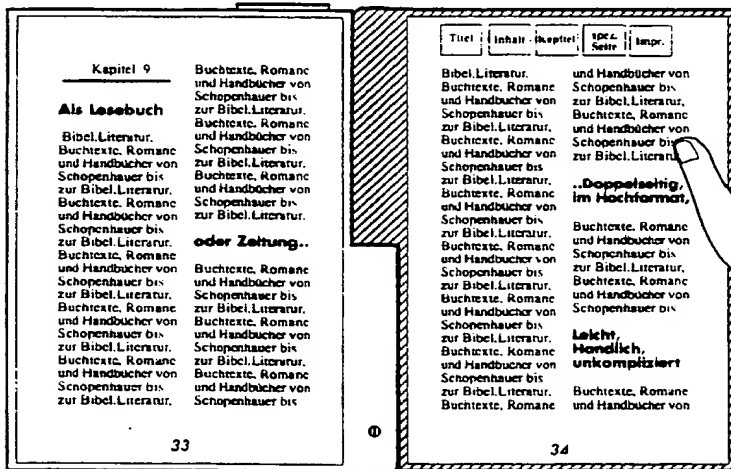 Kapitel 9
Als Lesebuch
Bibel.Literatur.
Buchtexte, Romane
und Handbücher von
Schopenhauer bis
zur Bibel.Literatur.
Buchtexte, Romane
und Handbücher von
Schopenhauer bis
zur Bibel.Literatur.
Buchtexte, Romane
und Handbücher von
Schopenhauer bis
zur Bibel.Literatur.
Buchtexte, Romane
und Handbücher von
Schopenhauer bis
zur Bibel.Literatur.
Buchtexte, Romane
und Handbücher von
Schopenhauer bis
zur Bibel.Literatur.
Buchtexte, Romane
und Handbücher von
Schopenhauer bis
zur Bibel.Literatur,
Buchtexte, Romane
und Handbücher von
Schopenhauer bis
zur Bibel.Literatur.
Buchtexte, Romane
und Handbücher von
Schopenhauer bis
zur Bibel.Literatur.
oder Zeitung..
Buchtexte, Romane
und Handbücher von
Schopenhauer bis
zur Bibel.Literatur,
Buchtexte, Romane
und Handbücher von
Schopenhauer bis
zur Bibel.Literatur.
Buchtexte, Romane
und Handbücher von
Schopenhauer bis
33
Titel Inhalt Kapitel spez. Seite Impr.
Bibel.Literatur.
Buchtexte, Romane
und Handbücher von
Schopenhauer bis
zur Bibel.Literatur,
Buchtexte, Romane
und Handbücher von
Schopenhauer bis
zur Bibel.Literatur.
Buchtexte, Romane
und Handbücher von
Schopenhauer bis
zur Bibel.Literatur.
Buchtexte, Romane
und Handbücher von
Schopenhauer bis
zur Bibel.Literatur.
Buchtexte, Romane
und Handbücher von
Schopenhauer bis
zur Bibel.Literatur.
Buchtexte, Romane
und Handbücher von
Schopenhauer bis
zur Bibel.Literatur.
Buchtexte, Romane
und Handbücher von
Schopenhauer bis
zur Bibel.Literatur,
Buchtexte, Romane
und Handbücher von
Schopenhauer bis
zur Bibel.Literatur
..Doppelseitig,
im Hochformat,
Buchtexte, Romane
und Handbücher von
Schopenhauer bis
zur Bibel.Literatur,
Buchtexte, Romane
und Handbücher von
Schopenhauer bis
Leicht,
Handlich,
unkompliziert
Buchtexte, Romane
und Handbücher von
34